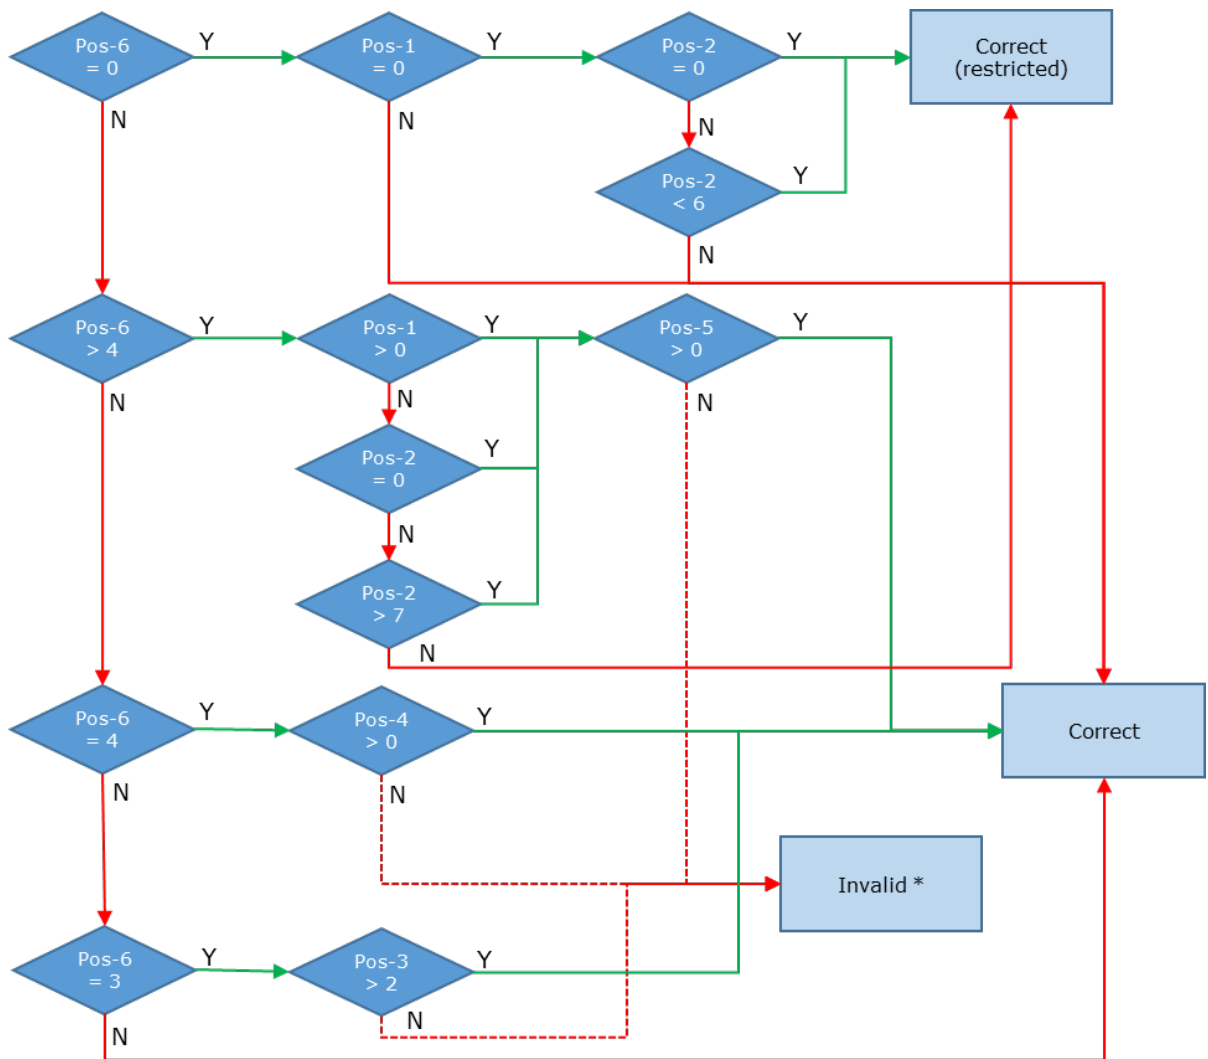 Pos-6
= 0
Y
Pos-1
= 0
Y
Pos-2
= 0
Y
Correct
(restricted)
N
N
N
Pos-2
< 6
Y
N
Pos-6
> 4
Y
Pos-1
> 0
Y
Pos-5
> 0
Y
N
N
N
Pos-2
= 0
Y
N
Pos-2
> 7
Y
N
Pos-6
= 4
Y
Pos-4
> 0
Y
Correct
N
N
Invalid *
Pos-6
= 3
Y
Pos-3
> 2
Y
N
N